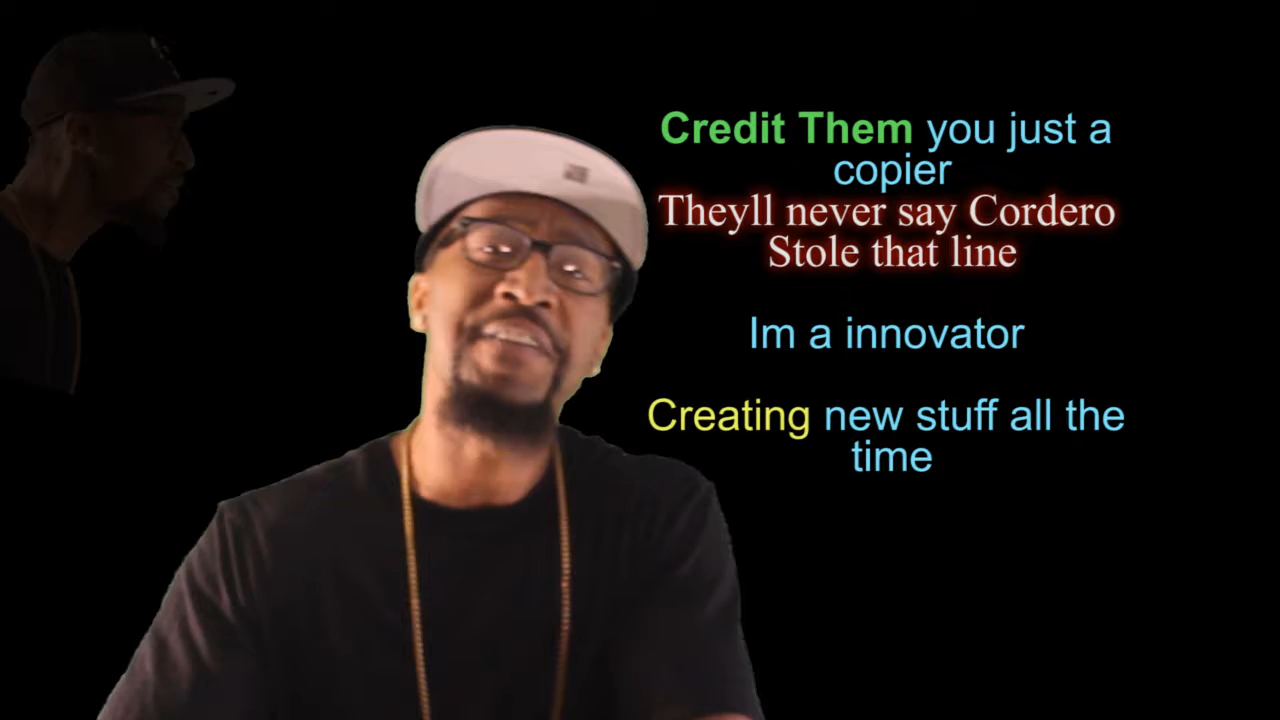 Credit Them you just a
copier
Theyll never say Cordero
Stole that line
Im a innovator
Creating new stuff all the
time